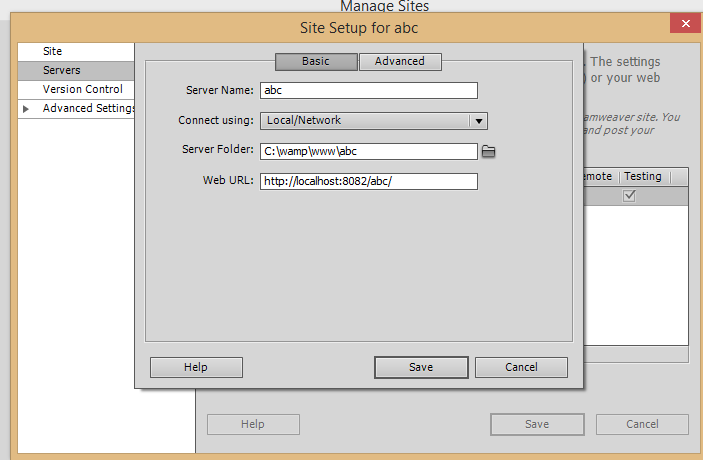 Manage Sites
Site Setup for abc
Site
Servers
Version Control
Advanced Settings
Basic
Advanced
Server Name: abc
Connect using: Local/Network
Server Folder: C:\wamp\www\abc
Web URL: http://localhost:8082/abc/
Help
Save
Cancel
. The settings
) or your web
amweaver site. You
and post your
emote Testing
Help
Save
Cancel